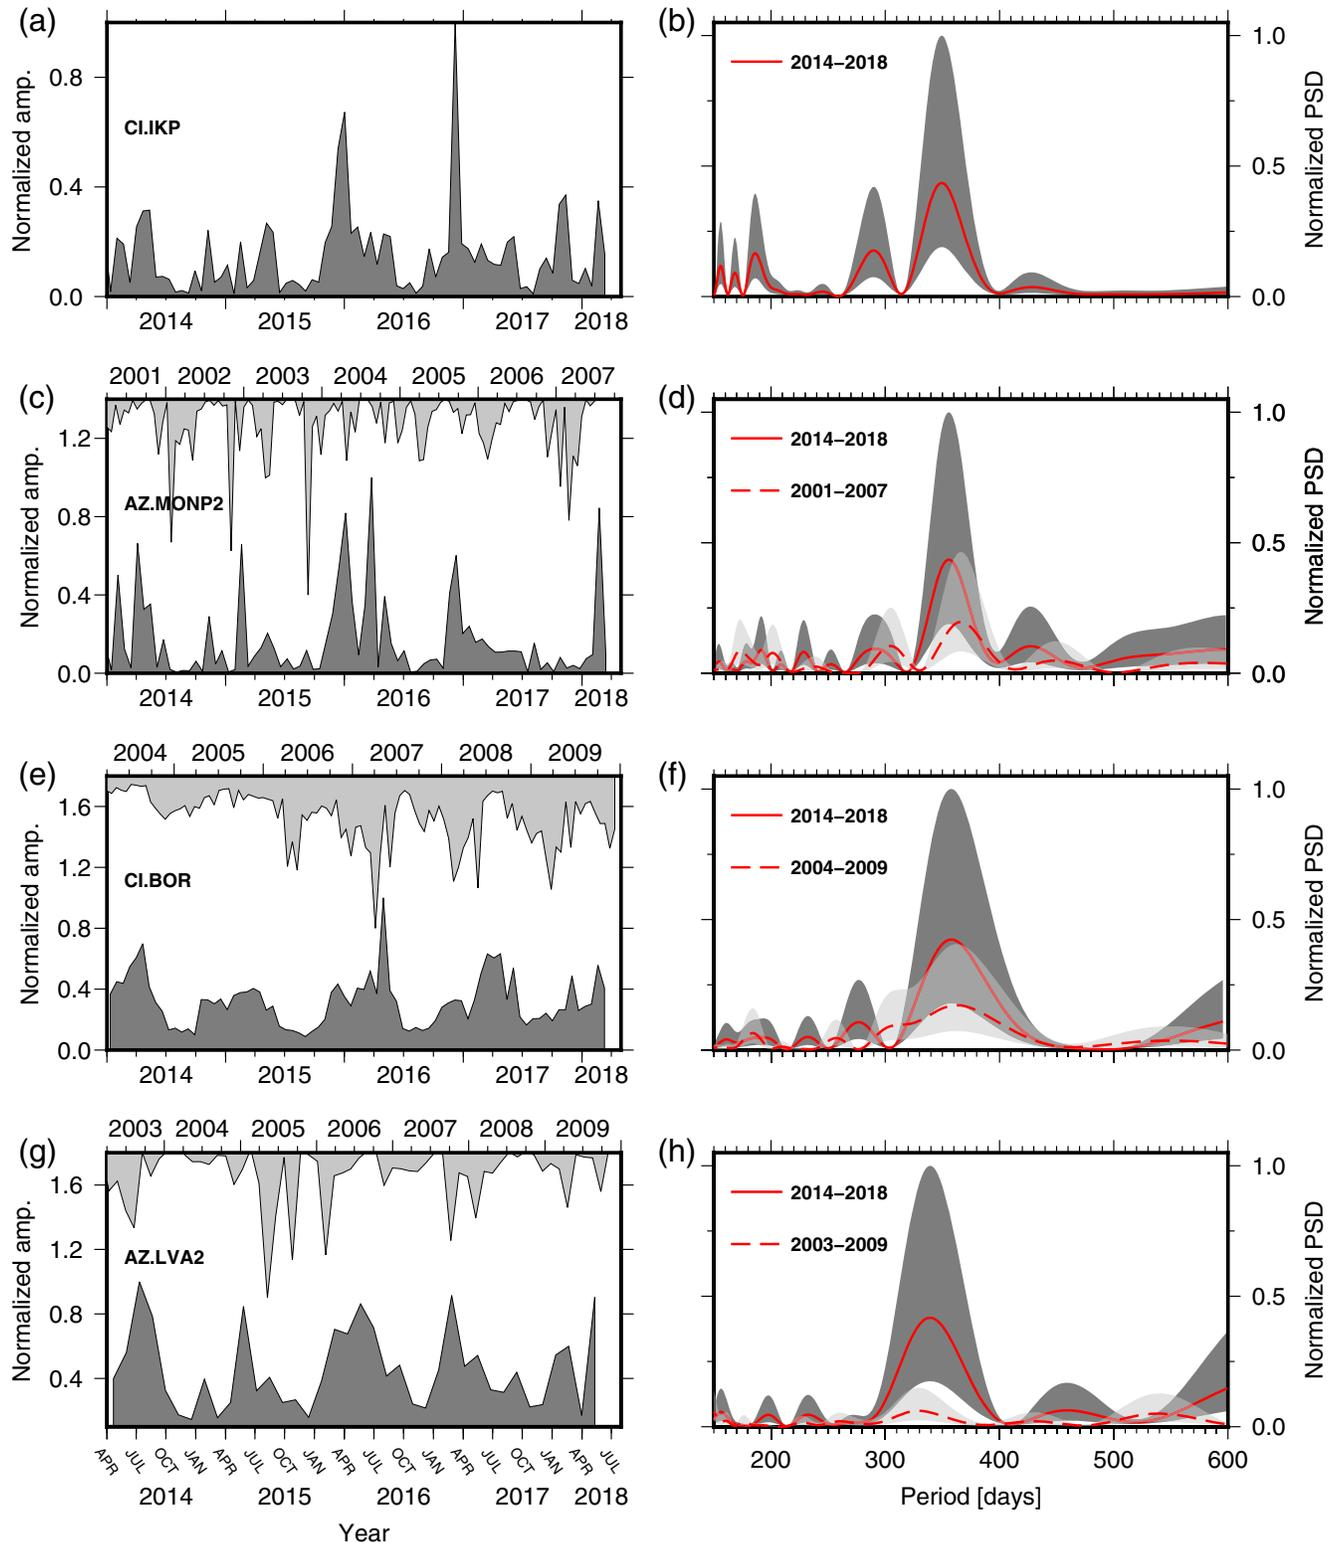 (a)
Normalized amp.
0.8
0.4
0.0
CI.IKP
2014 2015 2016 2017 2018
(b)
2014–2018
1.0
0.5
0.0
Normalized PSD
(c)
2001 2002 2003 2004 2005 2006 2007
Normalized amp.
1.2
0.8
0.4
0.0
AZ.MONP2
2014 2015 2016 2017 2018
(d)
2014–2018
2001–2007
1.0
0.5
0.0
Normalized PSD
(e)
2004 2005 2006 2007 2008 2009
Normalized amp.
1.6
1.2
0.8
0.4
0.0
CI.BOR
2014 2015 2016 2017 2018
(f)
2014–2018
2004–2009
1.0
0.5
0.0
Normalized PSD
(g)
2003 2004 2005 2006 2007 2008 2009
Normalized amp.
1.6
1.2
0.8
0.4
AZ.LVA2
APR JUL OCT JAN APR JUL OCT JAN APR JUL OCT JAN APR JUL OCT JAN APR JUL
2014 2015 2016 2017 2018
Year
(h)
2014–2018
2003–2009
1.0
0.5
0.0
Normalized PSD
200 300 400 500 600
Period [days]